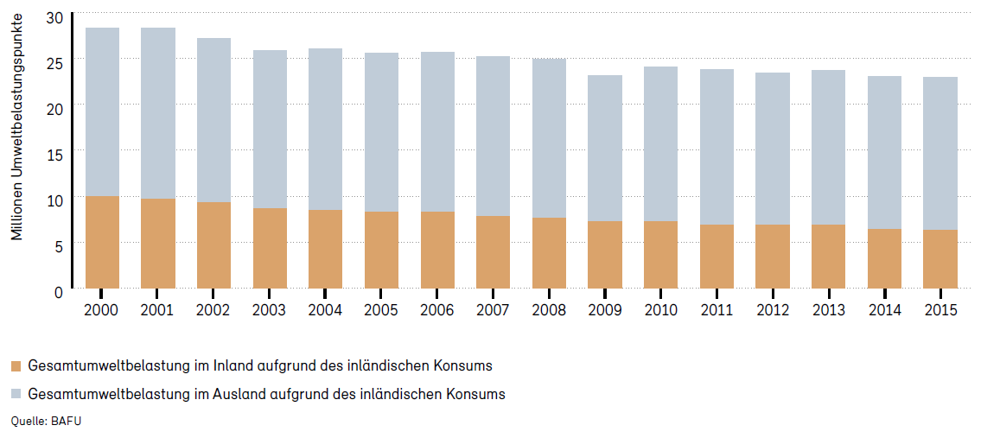 Millionen Umweltbelastungspunkte
30
25
20
15
10
5
0
2000 2001 2002 2003 2004 2005 2006 2007 2008 2009 2010 2011 2012 2013 2014 2015
Gesamtumweltbelastung im Inland aufgrund des inländischen Konsums
Gesamtumweltbelastung im Ausland aufgrund des inländischen Konsums
Quelle: BAFU